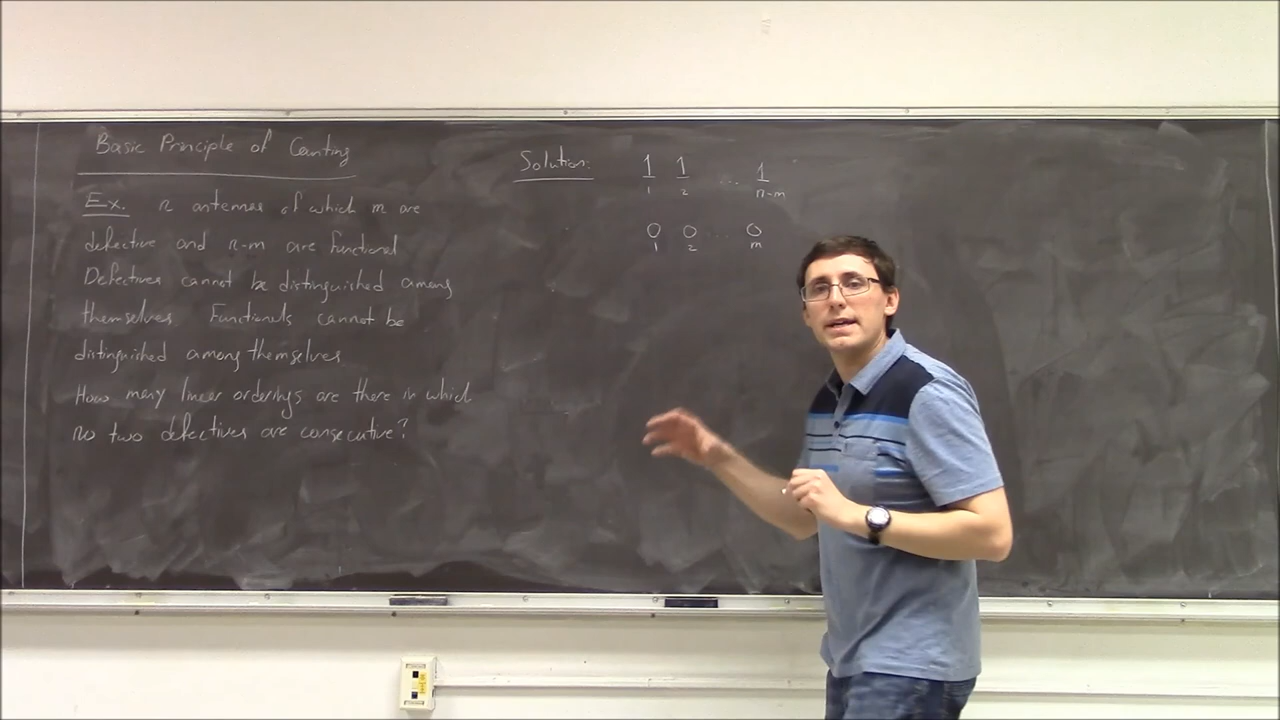 Basic Principle of Counting
Ex. n antennas of which m are
defective and n-m are functional
Defectives cannot be distinguished among
themselves. Functionals cannot be
distinguished among themselves.
How many linear orderings are there in which
no two defectives are consecutive?
Solution:
1 1 ... 1
1 2 n-m
0 0 ... 0
1 2 m